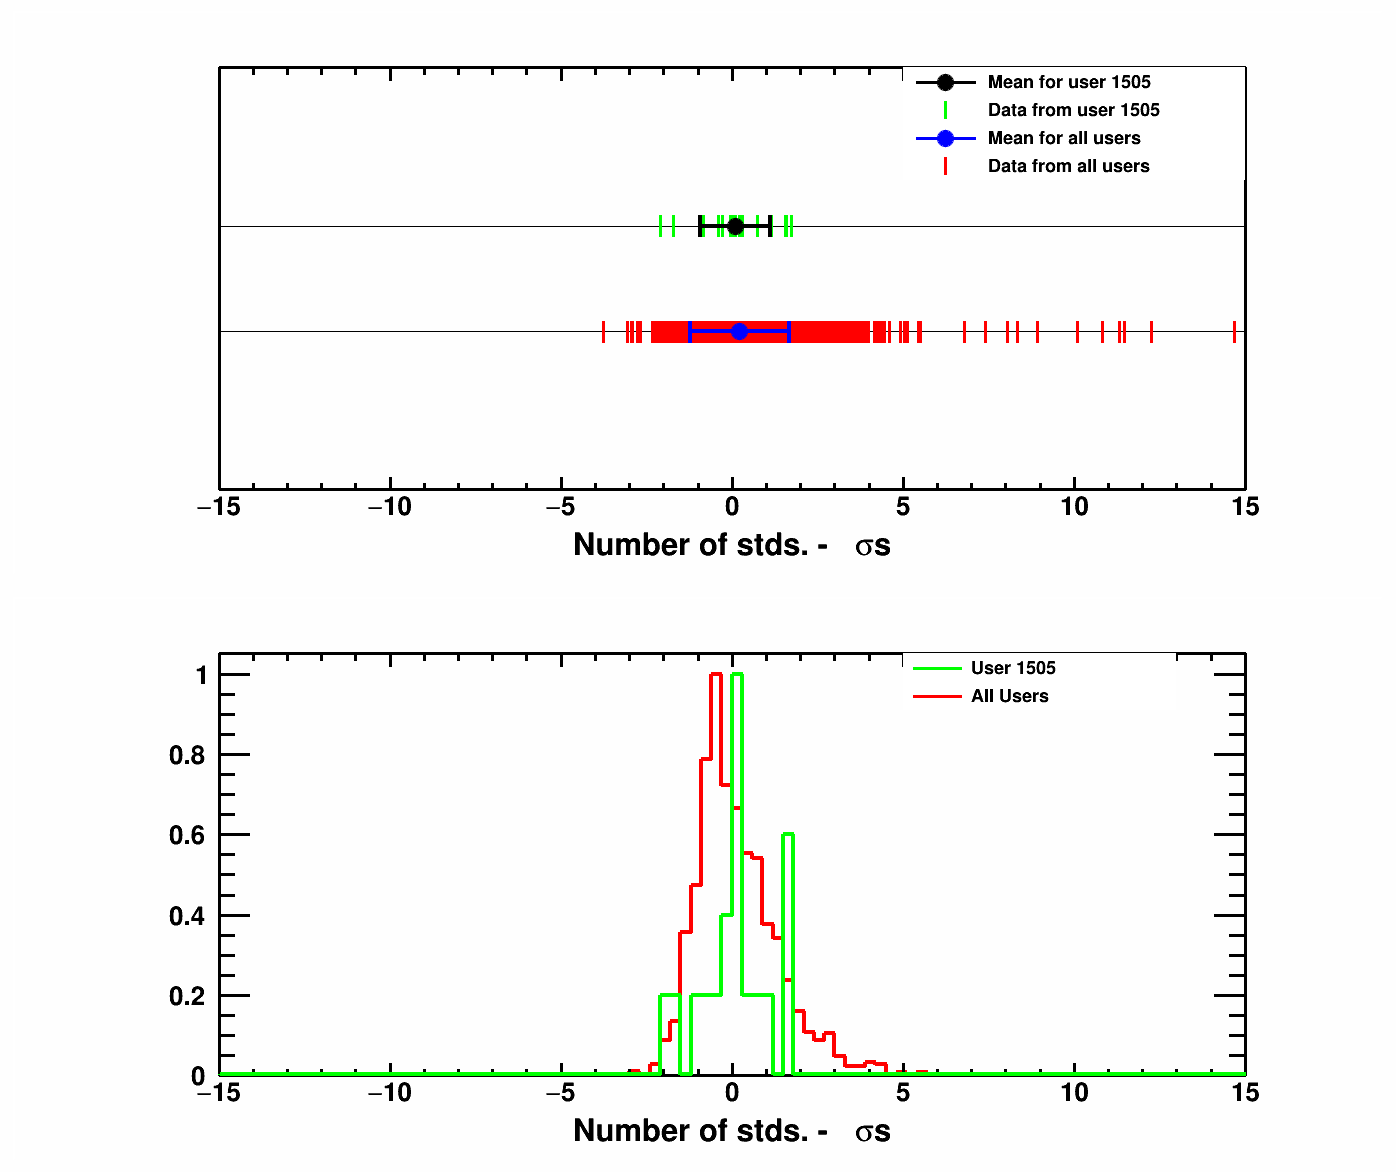 Mean for user 1505
Data from user 1505
Mean for all users
Data from all users
−15 −10 −5 0 5 10 15
Number of stds. - σs
User 1505
All Users
1
0.8
0.6
0.4
0.2
0
−15 −10 −5 0 5 10 15
Number of stds. - σs